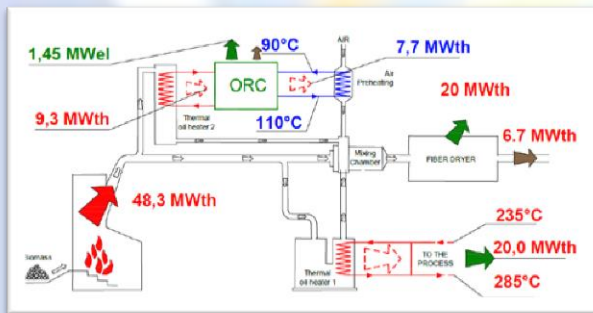 AIR
1,45 MWel
90°C
7,7 MWth
Air
Preheating
ORC
20 MWth
9,3 MWth
Thermal
oil heater 2
110°C
6.7 MWth
Mixing
Chamber
FIBER DRYER
48,3 MWth
235°C
biomass
20,0 MWth
TO THE
PROCESS
Thermal
oil heater 1
285°C